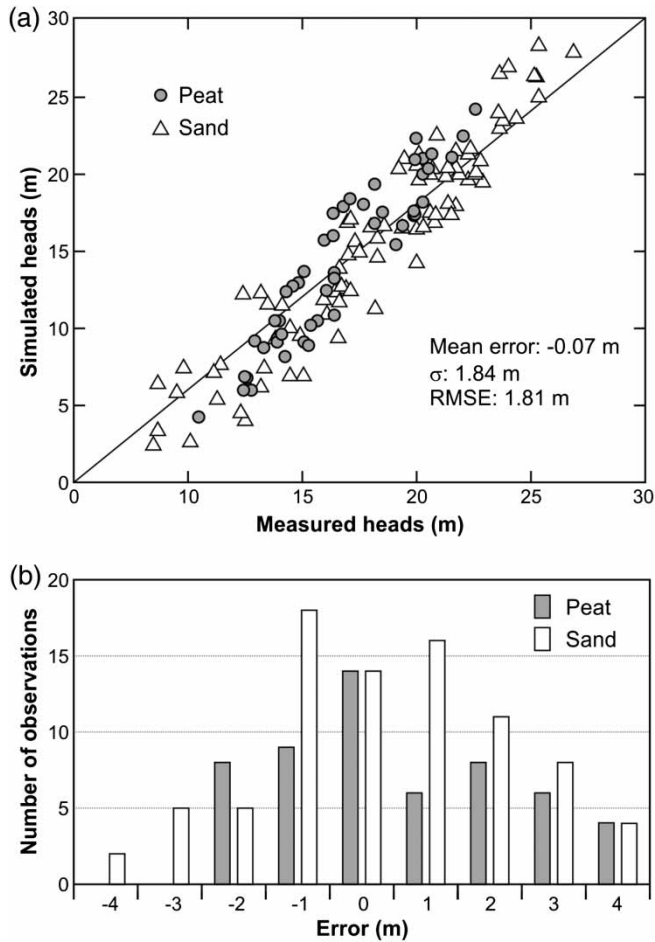 (a)
30
25
20
15
10
5
0
Simulated heads (m)
Peat
Sand
Mean error: -0.07 m
σ: 1.84 m
RMSE: 1.81 m
0 10 15 20 25 30
Measured heads (m)
(b)
20
15
10
5
0
Number of observations
Peat
Sand
-4 -3 -2 -1 0 1 2 3 4
Error (m)